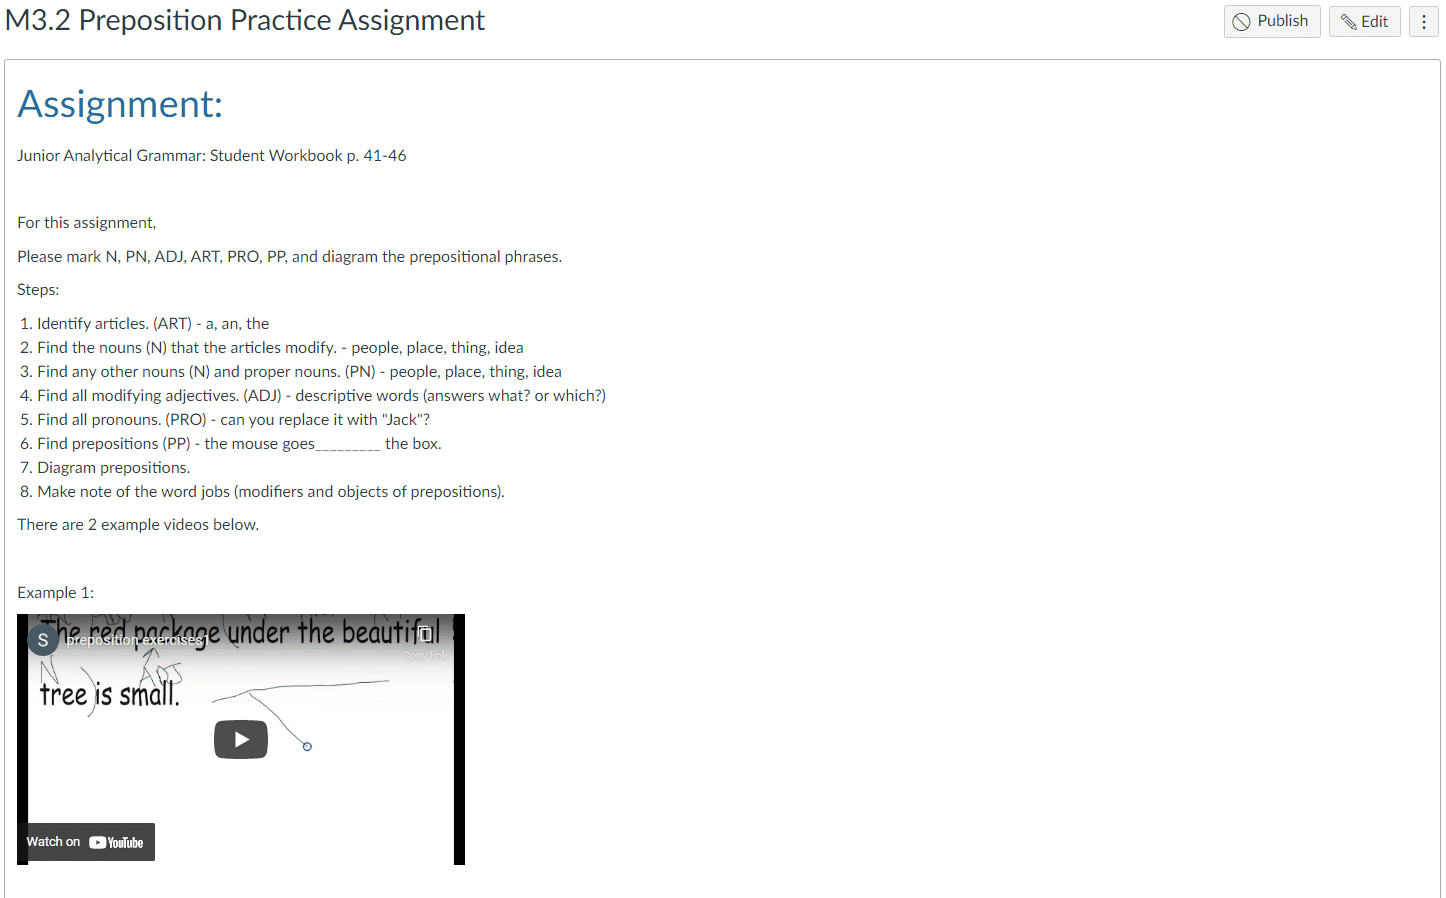 M3.2 Preposition Practice Assignment
Publish
Edit
Assignment:
Junior Analytical Grammar: Student Workbook p. 41-46
For this assignment,
Please mark N, PN, ADJ, ART, PRO, PP, and diagram the prepositional phrases.
Steps:
1. Identify articles. (ART) - a, an, the
2. Find the nouns (N) that the articles modify. - people, place, thing, idea
3. Find any other nouns (N) and proper nouns. (PN) - people, place, thing, idea
4. Find all modifying adjectives. (ADJ) - descriptive words (answers what? or which?)
5. Find all pronouns. (PRO) - can you replace it with "Jack"?
6. Find prepositions (PP) - the mouse goes_________ the box.
7. Diagram prepositions.
8. Make note of the word jobs (modifiers and objects of prepositions).
There are 2 example videos below.
Example 1:
The red package under the beautiful
S
preposition exercises1
Copy link
N
ADJ
tree) is small.
Watch on YouTube